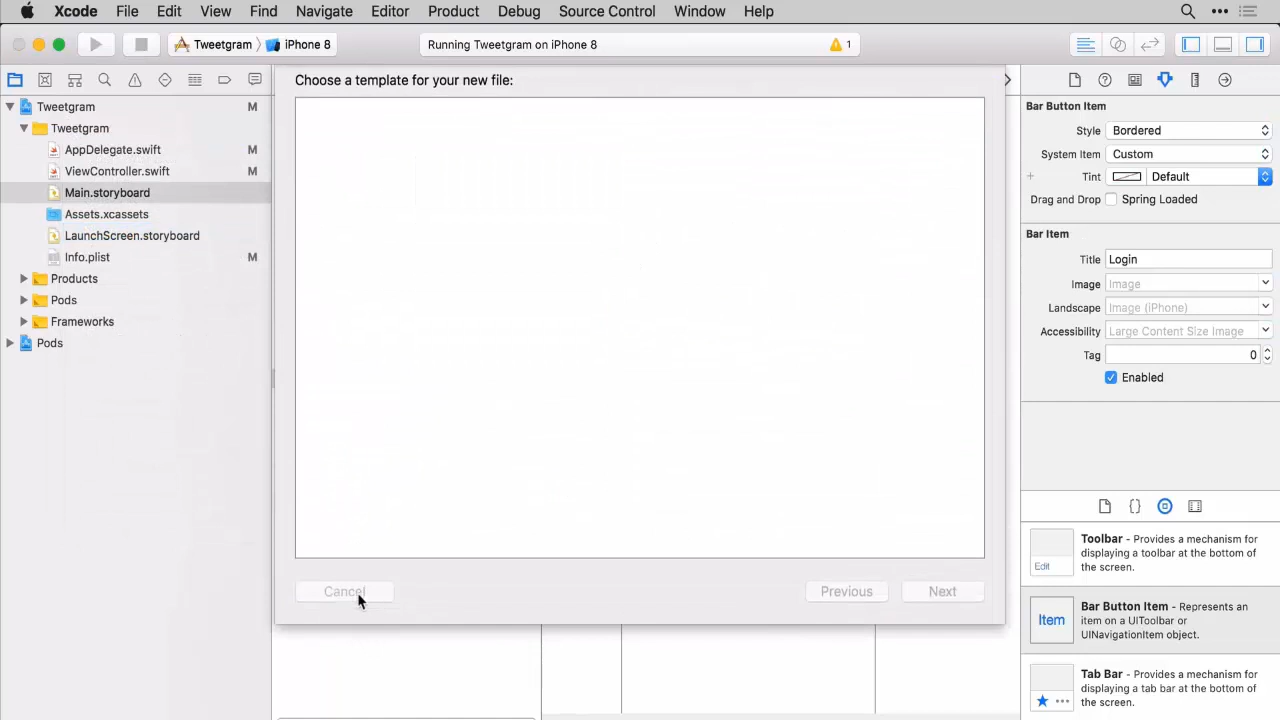 Xcode File Edit View Find Navigate Editor Product Debug Source Control Window Help
Tweetgram iPhone 8 Running Tweetgram on iPhone 8 1
Tweetgram M
Tweetgram
AppDelegate.swift M
ViewController.swift M
Main.storyboard
Assets.xcassets
LaunchScreen.storyboard
Info.plist M
Products
Pods
Frameworks
Pods
Choose a template for your new file:
Cancel Previous Next
Bar Button Item
Style Bordered
System Item Custom
Tint Default
Drag and Drop Spring Loaded
Bar Item
Title Login
Image Image
Landscape Image (iPhone)
Accessibility Large Content Size Image
Tag 0
Enabled
Edit
Toolbar - Provides a mechanism for
displaying a toolbar at the bottom of
the screen.
Item
Bar Button Item - Represents an
item on a UIToolbar or
UINavigationItem object.
Tab Bar - Provides a mechanism for
displaying a tab bar at the bottom of
the screen.